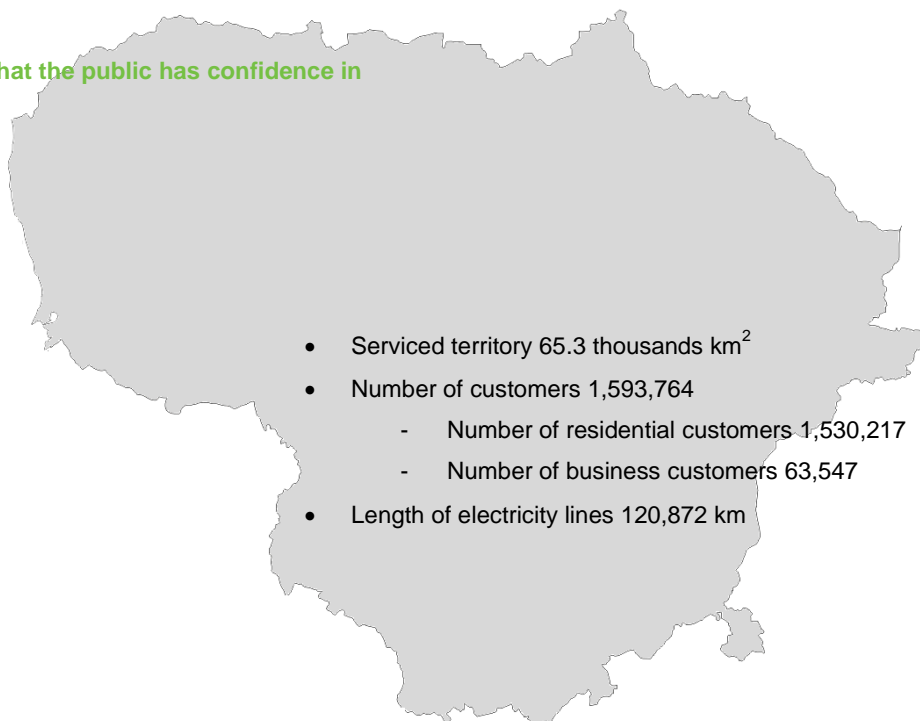 hat the public has confidence in
• Serviced territory 65.3 thousands km²
• Number of customers 1,593,764
- Number of residential customers 1,530,217
- Number of business customers 63,547
• Length of electricity lines 120,872 km